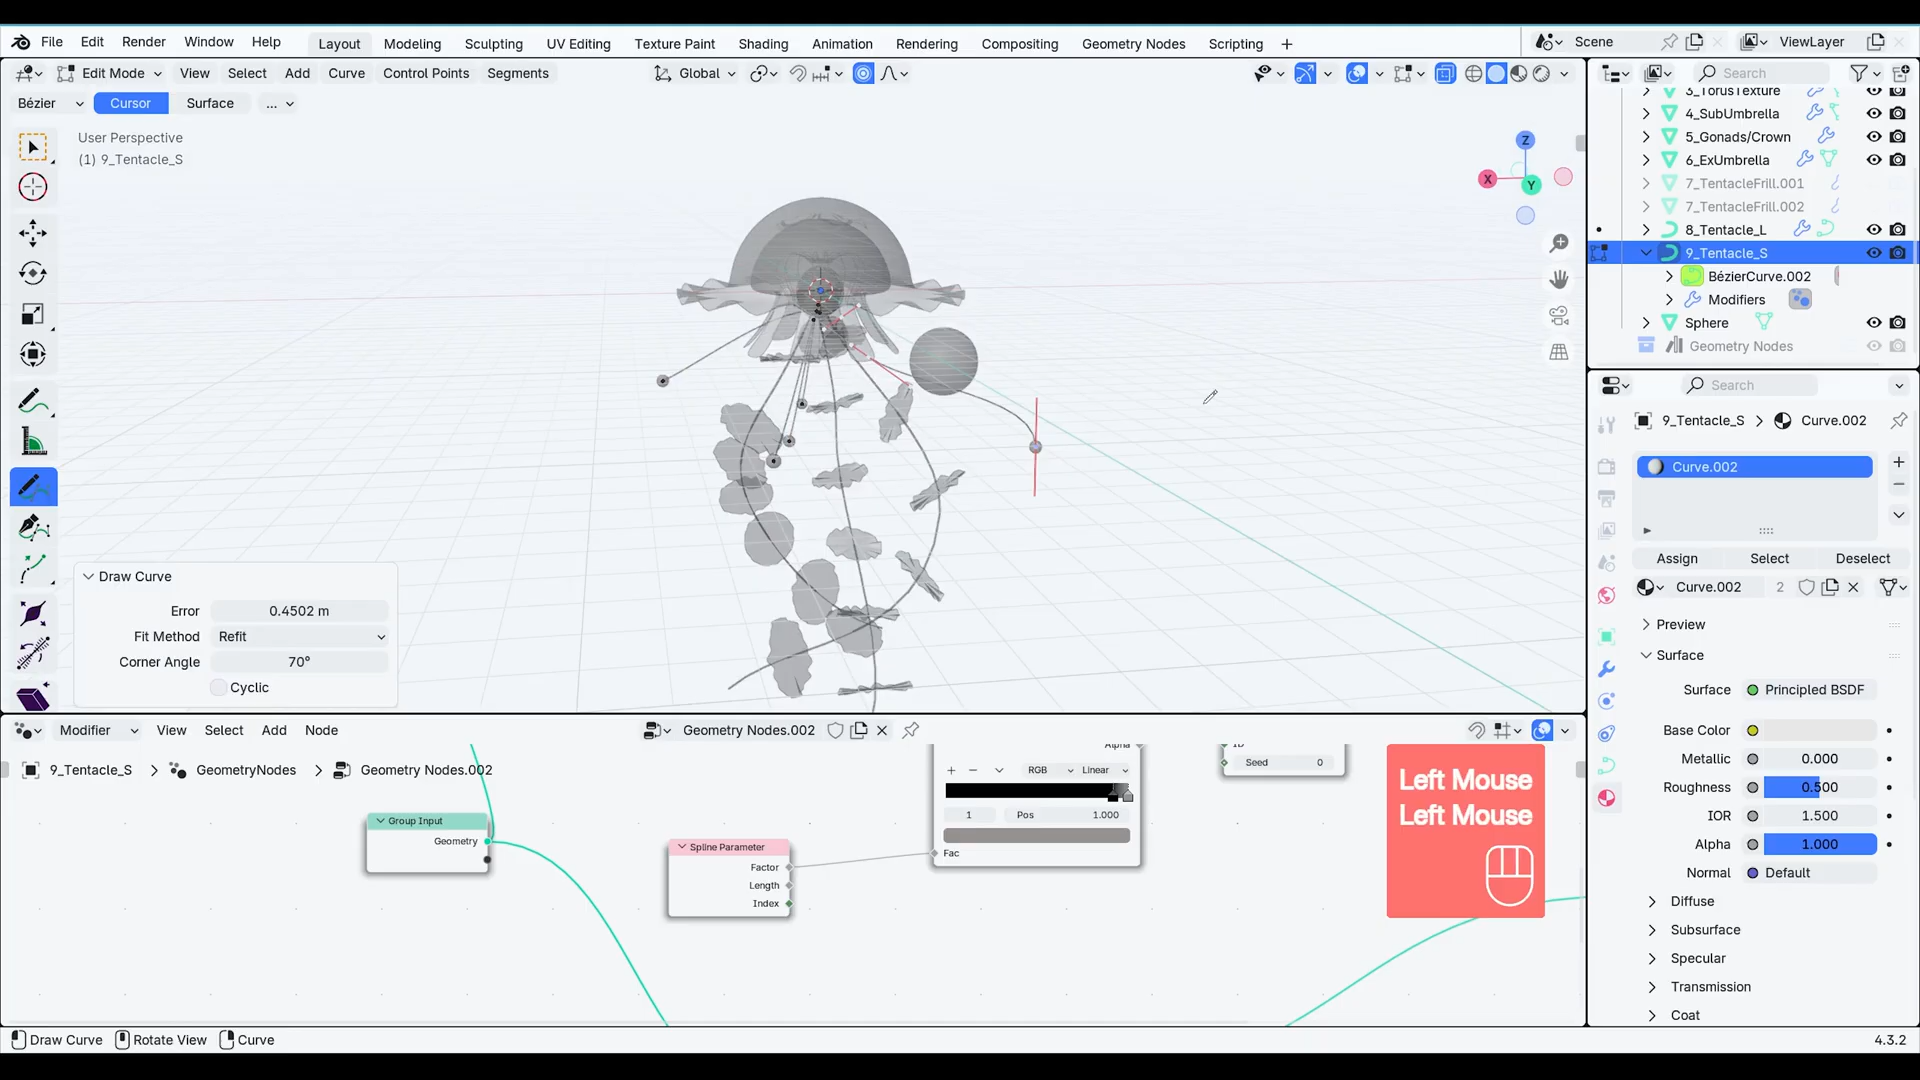 File Edit Render Window Help Layout Modeling Sculpting UV Editing Texture Paint Shading Animation Rendering Compositing Geometry Nodes Scripting + Scene ViewLayer
Edit Mode View Select Add Curve Control Points Segments Global Search
Bézier Cursor Surface ...
User Perspective
(1) 9_Tentacle_S
Z
X
Y
3_TorusTexture
4_SubUmbrella
5_Gonads/Crown
6_ExUmbrella
7_TentacleFrill.001
7_TentacleFrill.002
8_Tentacle_L
9_Tentacle_S
BézierCurve.002
Modifiers
Sphere
Geometry Nodes
Search
9_Tentacle_S > Curve.002
Curve.002
Assign Select Deselect
Curve.002 2
Preview
Surface
Surface Principled BSDF
Base Color
Metallic 0.000
Roughness 0.500
IOR 1.500
Alpha 1.000
Normal Default
Diffuse
Subsurface
Specular
Transmission
Coat
Draw Curve
Error 0.4502 m
Fit Method Refit
Corner Angle 70°
Cyclic
Modifier View Select Add Node Geometry Nodes.002
9_Tentacle_S > GeometryNodes > Geometry Nodes.002
Group Input
Geometry
Spline Parameter
Factor
Length
Index
Alpha
+ − RGB Linear
1 Pos 1.000
Fac
ID
Seed 0
Left Mouse
Left Mouse
Draw Curve Rotate View Curve 4.3.2